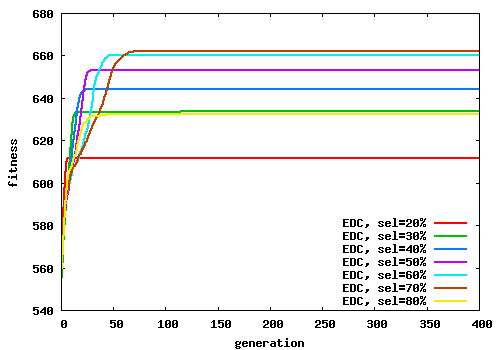 680
660
640
620
600
580
560
540
fitness
EDC, sel=20%
EDC, sel=30%
EDC, sel=40%
EDC, sel=50%
EDC, sel=60%
EDC, sel=70%
EDC, sel=80%
0 50 100 150 200 250 300 350 400
generation